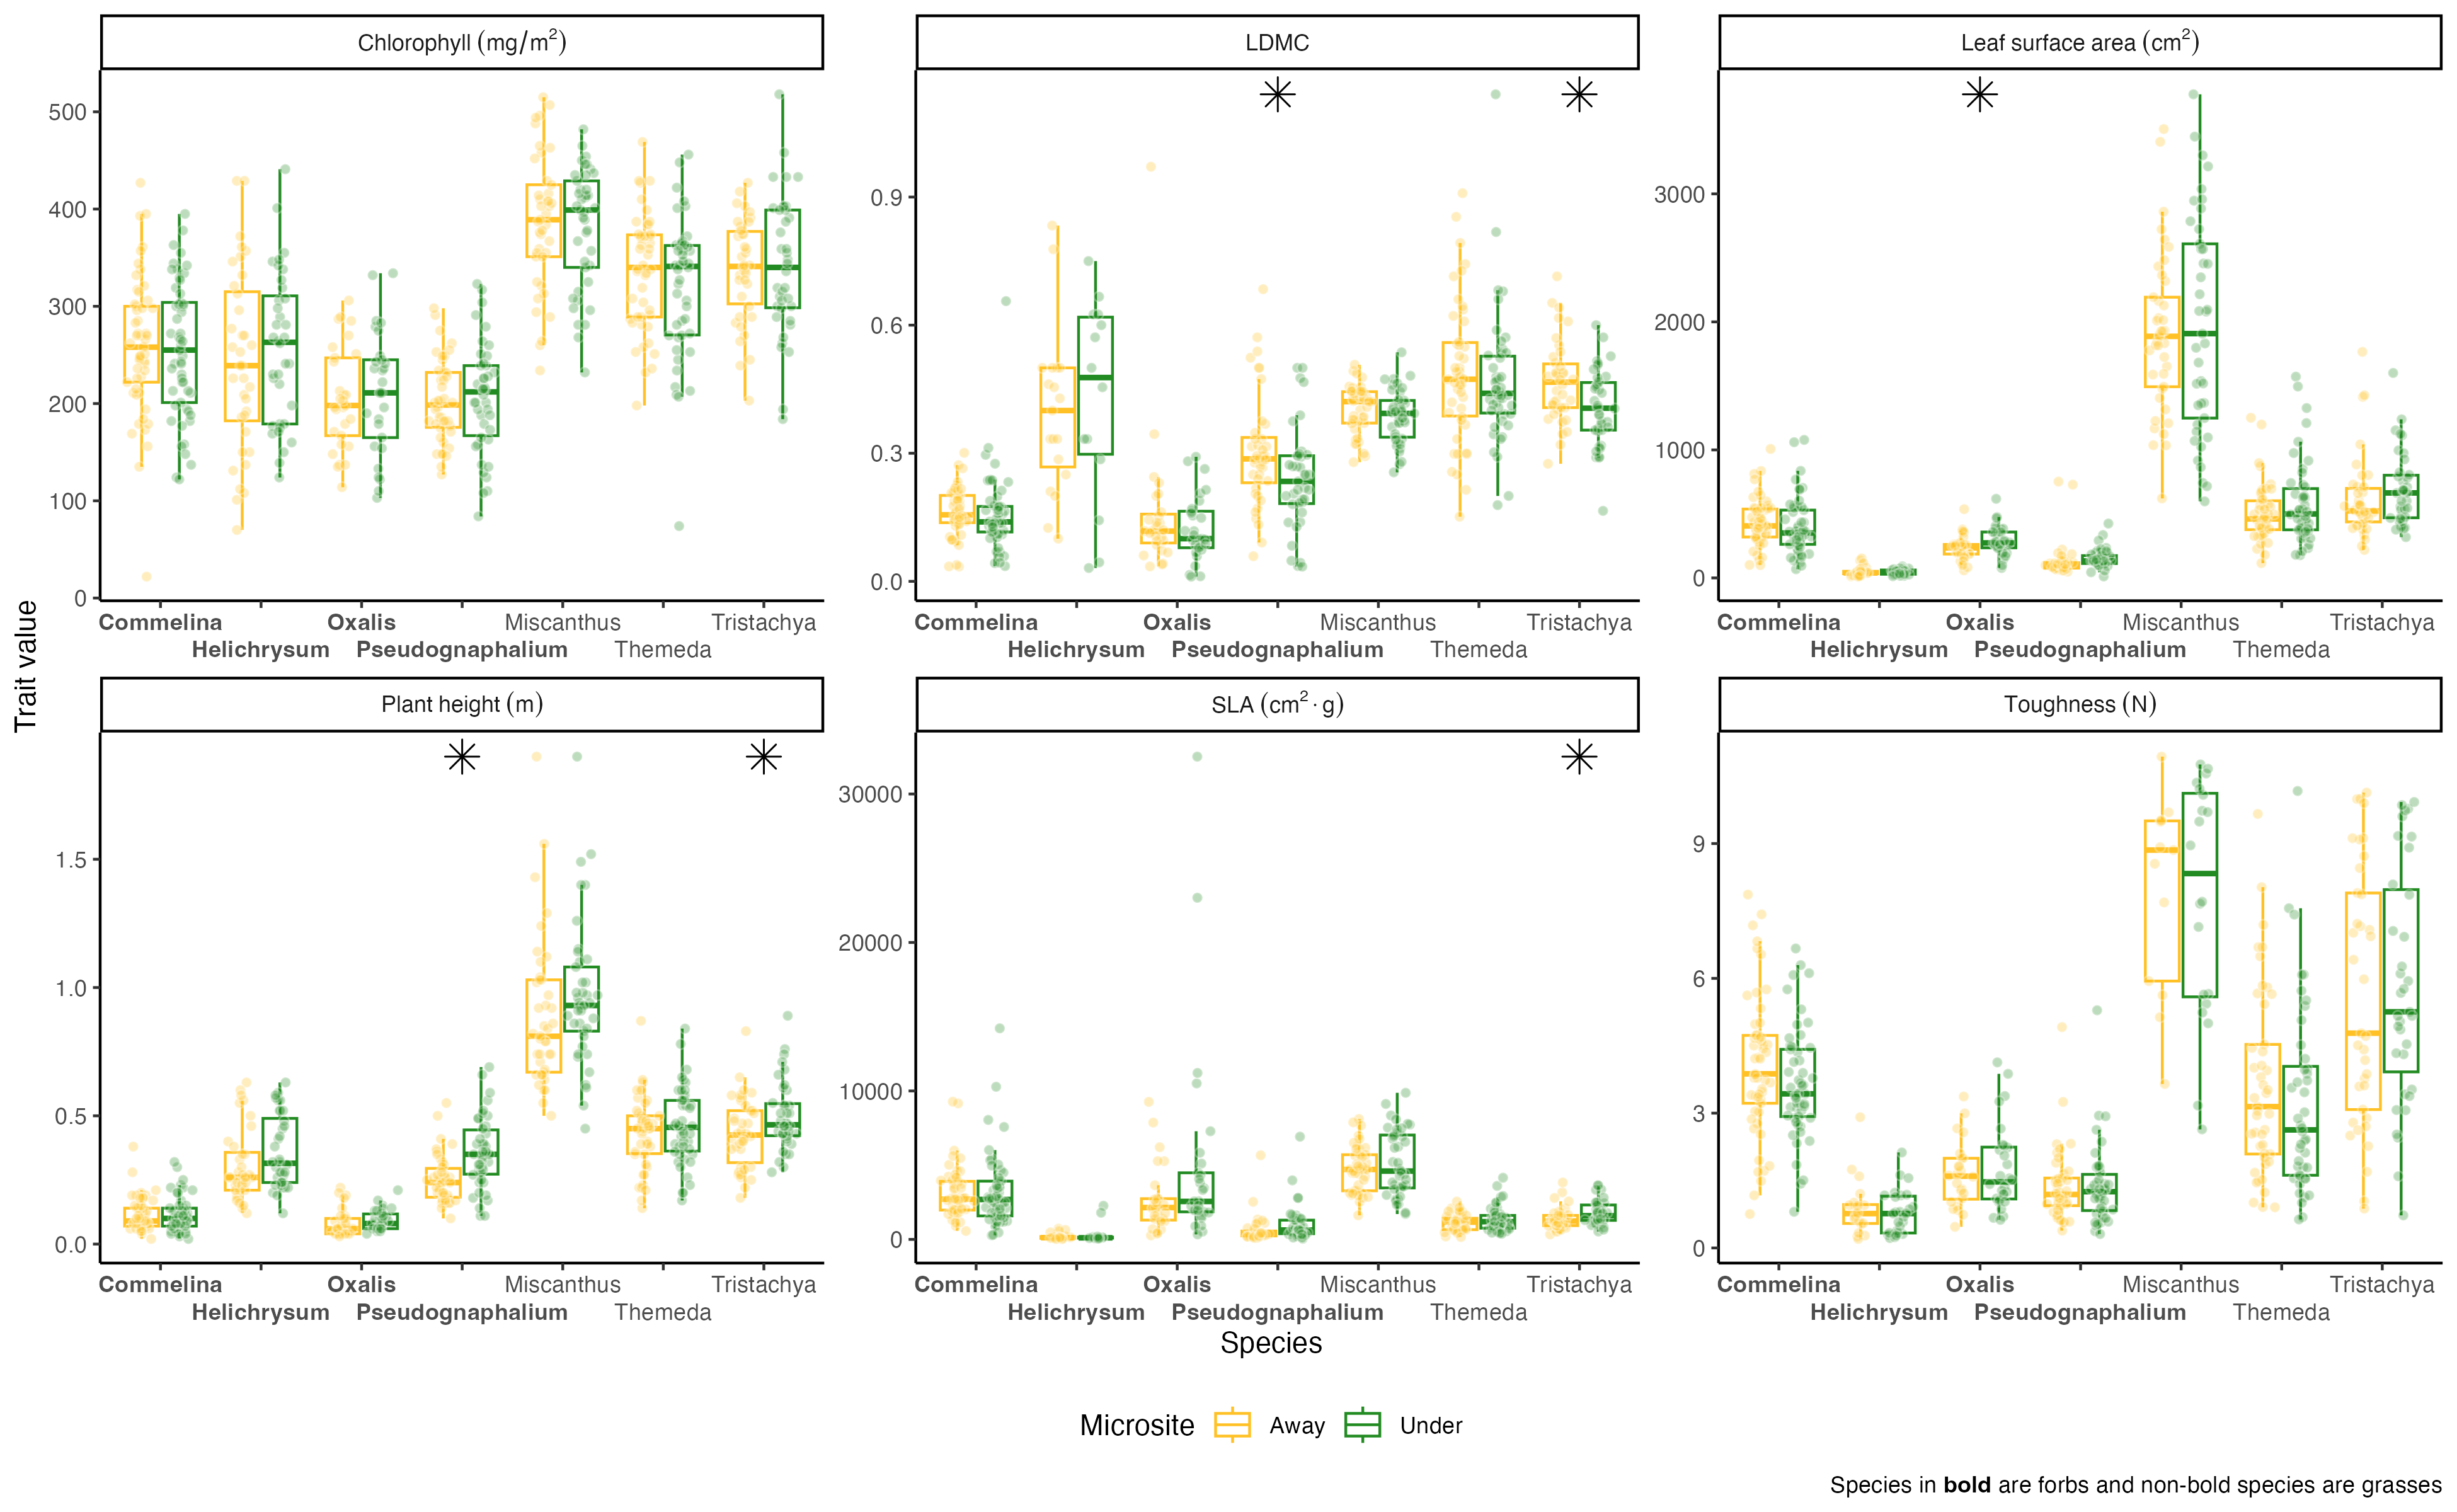 Chlorophyll (mg/m²)
LDMC
Leaf surface area (cm²)
500
400
300
200
100
0
0.9
0.6
0.3
0.0
3000
2000
1000
0
Commelina Oxalis Miscanthus Tristachya
Helichrysum Pseudognaphalium Themeda
Commelina Oxalis Miscanthus Tristachya
Helichrysum Pseudognaphalium Themeda
Commelina Oxalis Miscanthus Tristachya
Helichrysum Pseudognaphalium Themeda
Trait value
Plant height (m)
SLA (cm² · g)
Toughness (N)
1.5
1.0
0.5
0.0
30000
20000
10000
0
9
6
3
0
Commelina Oxalis Miscanthus Tristachya
Helichrysum Pseudognaphalium Themeda
Commelina Oxalis Miscanthus Tristachya
Helichrysum Pseudognaphalium Themeda
Commelina Oxalis Miscanthus Tristachya
Helichrysum Pseudognaphalium Themeda
Species
Microsite Away Under
Species in bold are forbs and non-bold species are grasses